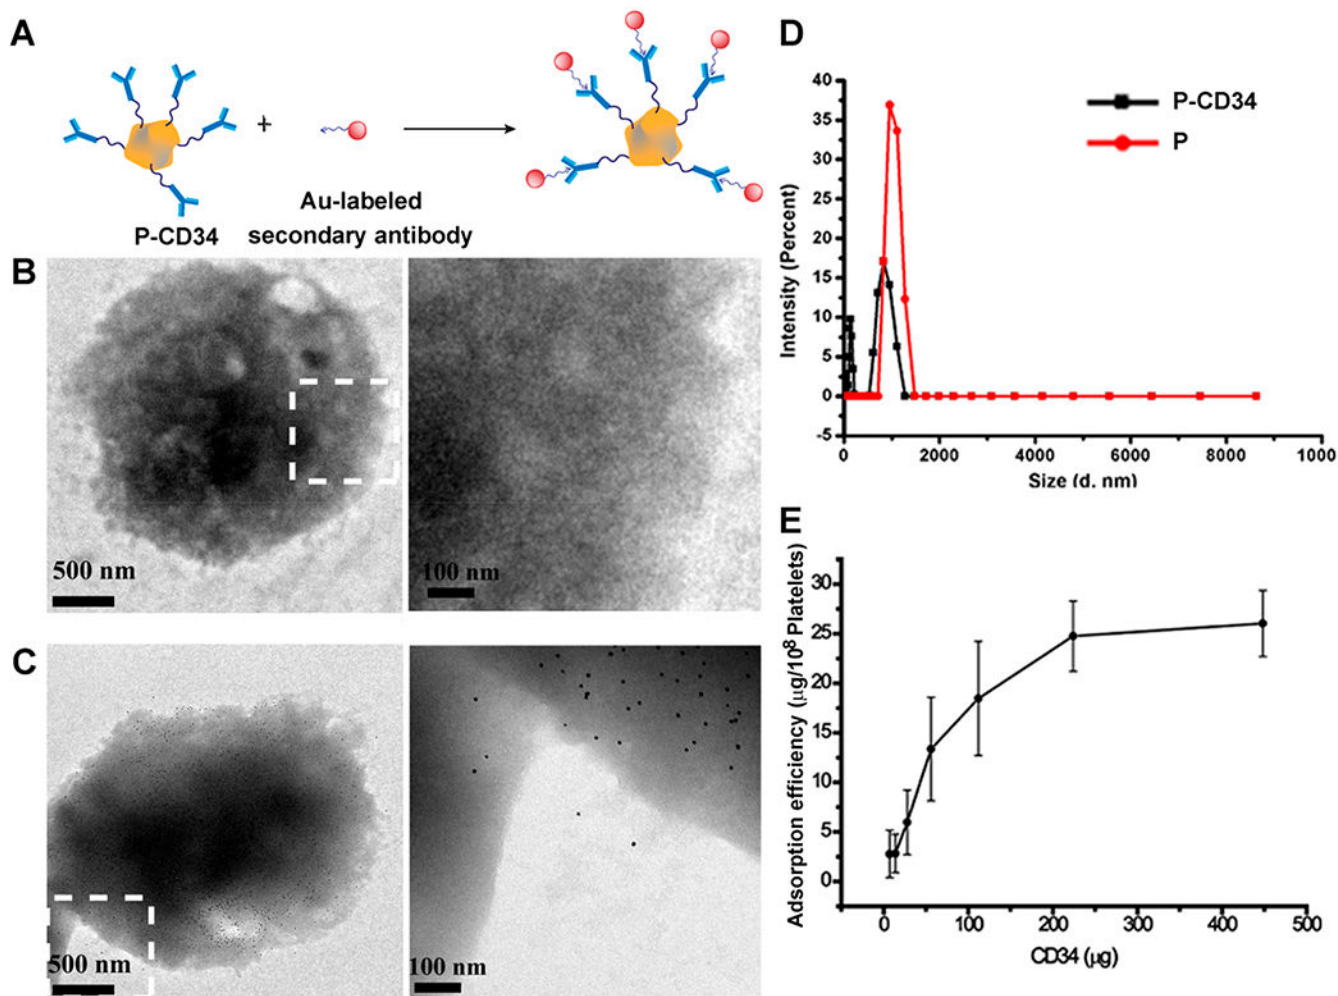 A
P-CD34
+
Au-labeled
secondary antibody
B
500 nm
100 nm
C
500 nm
100 nm
D
40
35
30
25
20
15
10
5
0
-5
Intensity (Percent)
P-CD34
P
0 2000 4000 6000 8000 1000
Size (d. nm)
E
30
25
20
15
10
5
0
Adsorption efficiency (μg/10⁸ Platelets)
0 100 200 300 400 500
CD34 (μg)